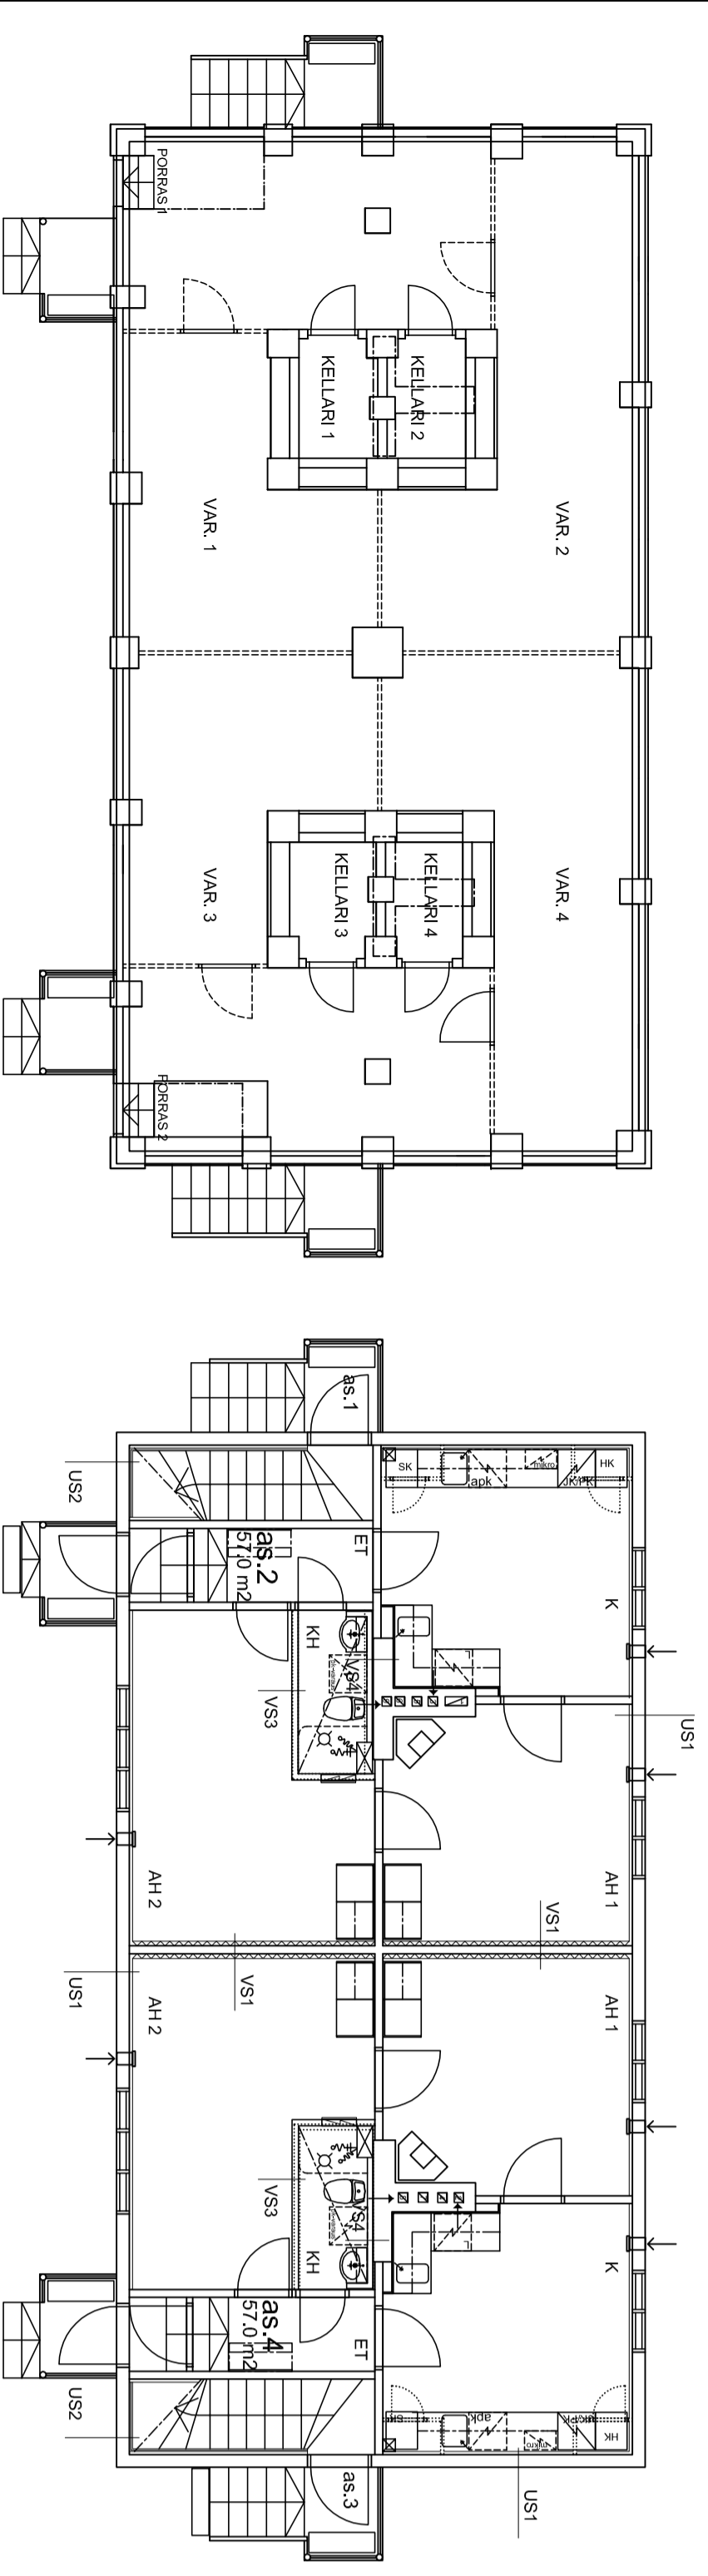 PORRAS 1
KELLARI 1
KELLARI 2
VAR. 1
VAR. 2
VAR. 3
VAR. 4
KELLARI 3
KELLARI 4
PORRAS 2
as.1
SK
apk
mikro
JK/PK
HK
US2
ET
as.2
57.0 m2
K
KH
VS4
VS3
US1
AH 2
AH 1
VS1
US1
VS1
AH 2
AH 1
VS3
VS4
KH
K
as.4
57.0 m2
ET
US2
SK
apk
mikro
JK/PK
HK
as.3
US1